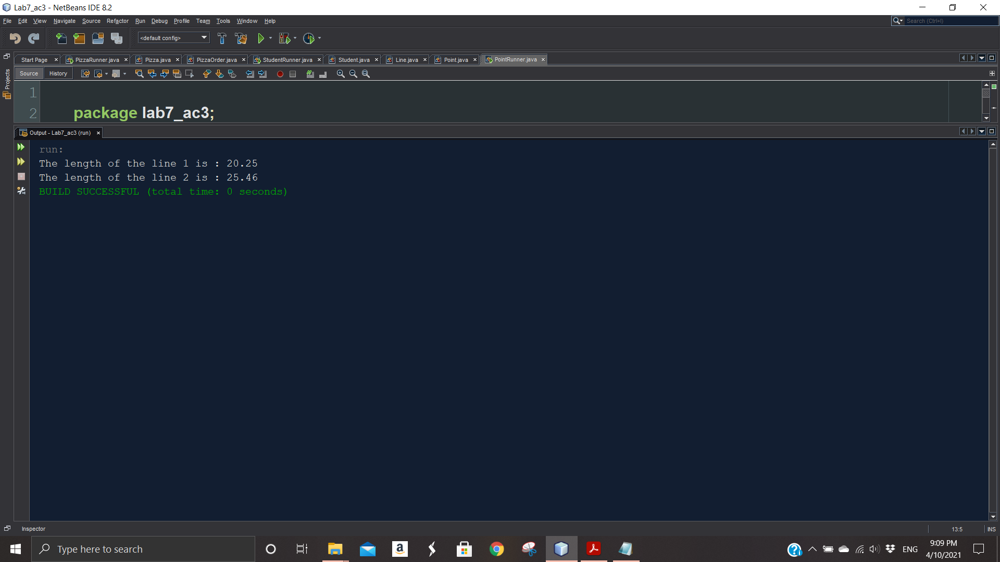 Lab7_ac3 - NetBeans IDE 8.2
File Edit View Navigate Source Refactor Run Debug Profile Team Tools Window Help
Search (Ctrl+I)
<default config>
Start Page PizzaRunner.java Pizza.java PizzaOrder.java StudentRunner.java Student.java Line.java Point.java PointRunner.java
Projects
Source History
1
2 package lab7_ac3;
Output - Lab7_ac3 (run)
run:
The length of the line 1 is : 20.25
The length of the line 2 is : 25.46
BUILD SUCCESSFUL (total time: 0 seconds)
Inspector
13:5 INS
Type here to search
ENG
9:09 PM
4/10/2021